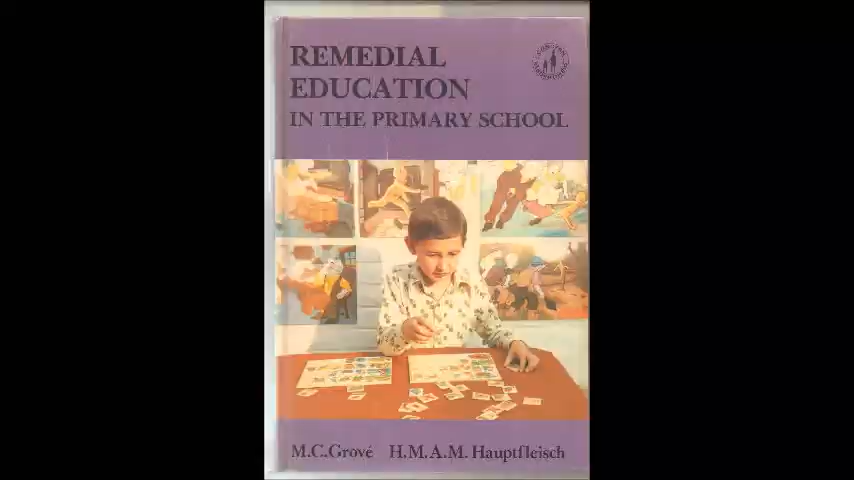 REMEDIAL
EDUCATION
IN THE PRIMARY SCHOOL
M.C.Grové H.M.A.M. Hauptfleisch